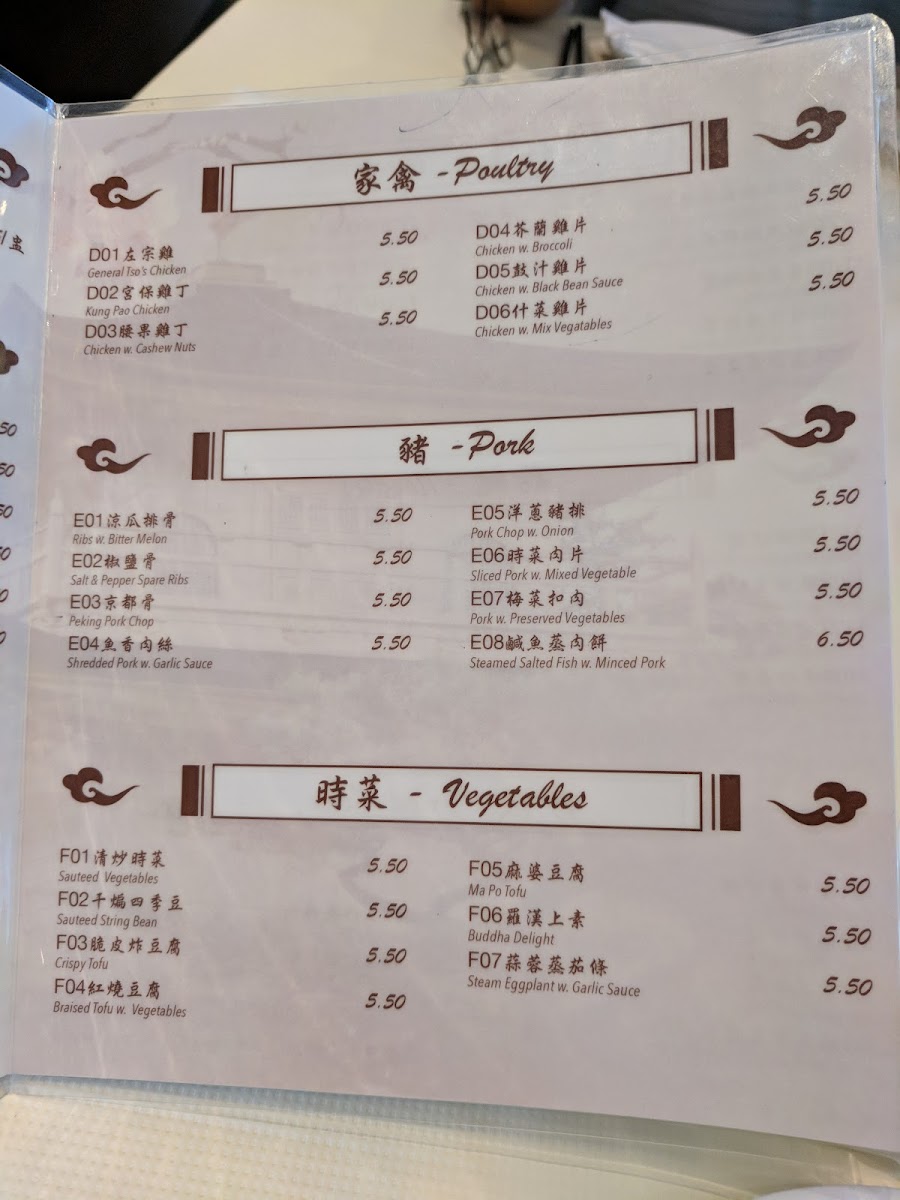 家禽 - Poultry
D01左宗雞 5.50
General Tso's Chicken
D02宮保雞丁 5.50
Kung Pao Chicken
D03腰果雞丁 5.50
Chicken w. Cashew Nuts
D04芥蘭雞片 5.50
Chicken w. Broccoli
D05豉汁雞片 5.50
Chicken w. Black Bean Sauce
D06什菜雞片 5.50
Chicken w. Mix Vegatables
豬 - Pork
E01涼瓜排骨 5.50
Ribs w. Bitter Melon
E02椒鹽骨 5.50
Salt & Pepper Spare Ribs
E03京都骨 5.50
Peking Pork Chop
E04魚香肉絲 5.50
Shredded Pork w. Garlic Sauce
E05洋蔥豬排 5.50
Pork Chop w. Onion
E06時菜肉片 5.50
Sliced Pork w. Mixed Vegetable
E07梅菜扣肉 5.50
Pork w. Preserved Vegetables
E08鹹魚蒸肉餅 6.50
Steamed Salted Fish w. Minced Pork
時菜 - Vegetables
F01清炒時菜 5.50
Sauteed Vegetables
F02干煸四季豆 5.50
Sauteed String Bean
F03脆皮炸豆腐 5.50
Crispy Tofu
F04紅燒豆腐 5.50
Braised Tofu w. Vegetables
F05麻婆豆腐 5.50
Ma Po Tofu
F06羅漢上素 5.50
Buddha Delight
F07蒜蓉蒸茄條 5.50
Steam Eggplant w. Garlic Sauce